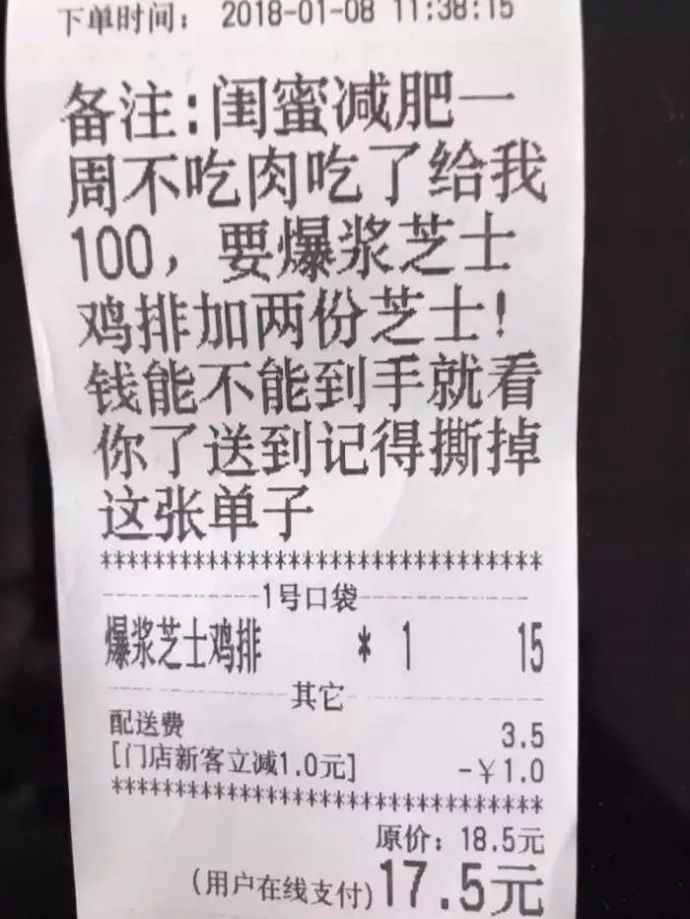 下单时间： 2018-01-08 11:38:15
备注:闺蜜减肥一
周不吃肉吃了给我
100，要爆浆芝士
鸡排加两份芝士!
钱能不能到手就看
你了送到记得撕掉
这张单子
**********************************
1号口袋
爆浆芝士鸡排 * 1 15
其它
配送费 3.5
[门店新客立减1.0元] -￥1.0
**********************************
原价：18.5元
(用户在线支付)17.5元